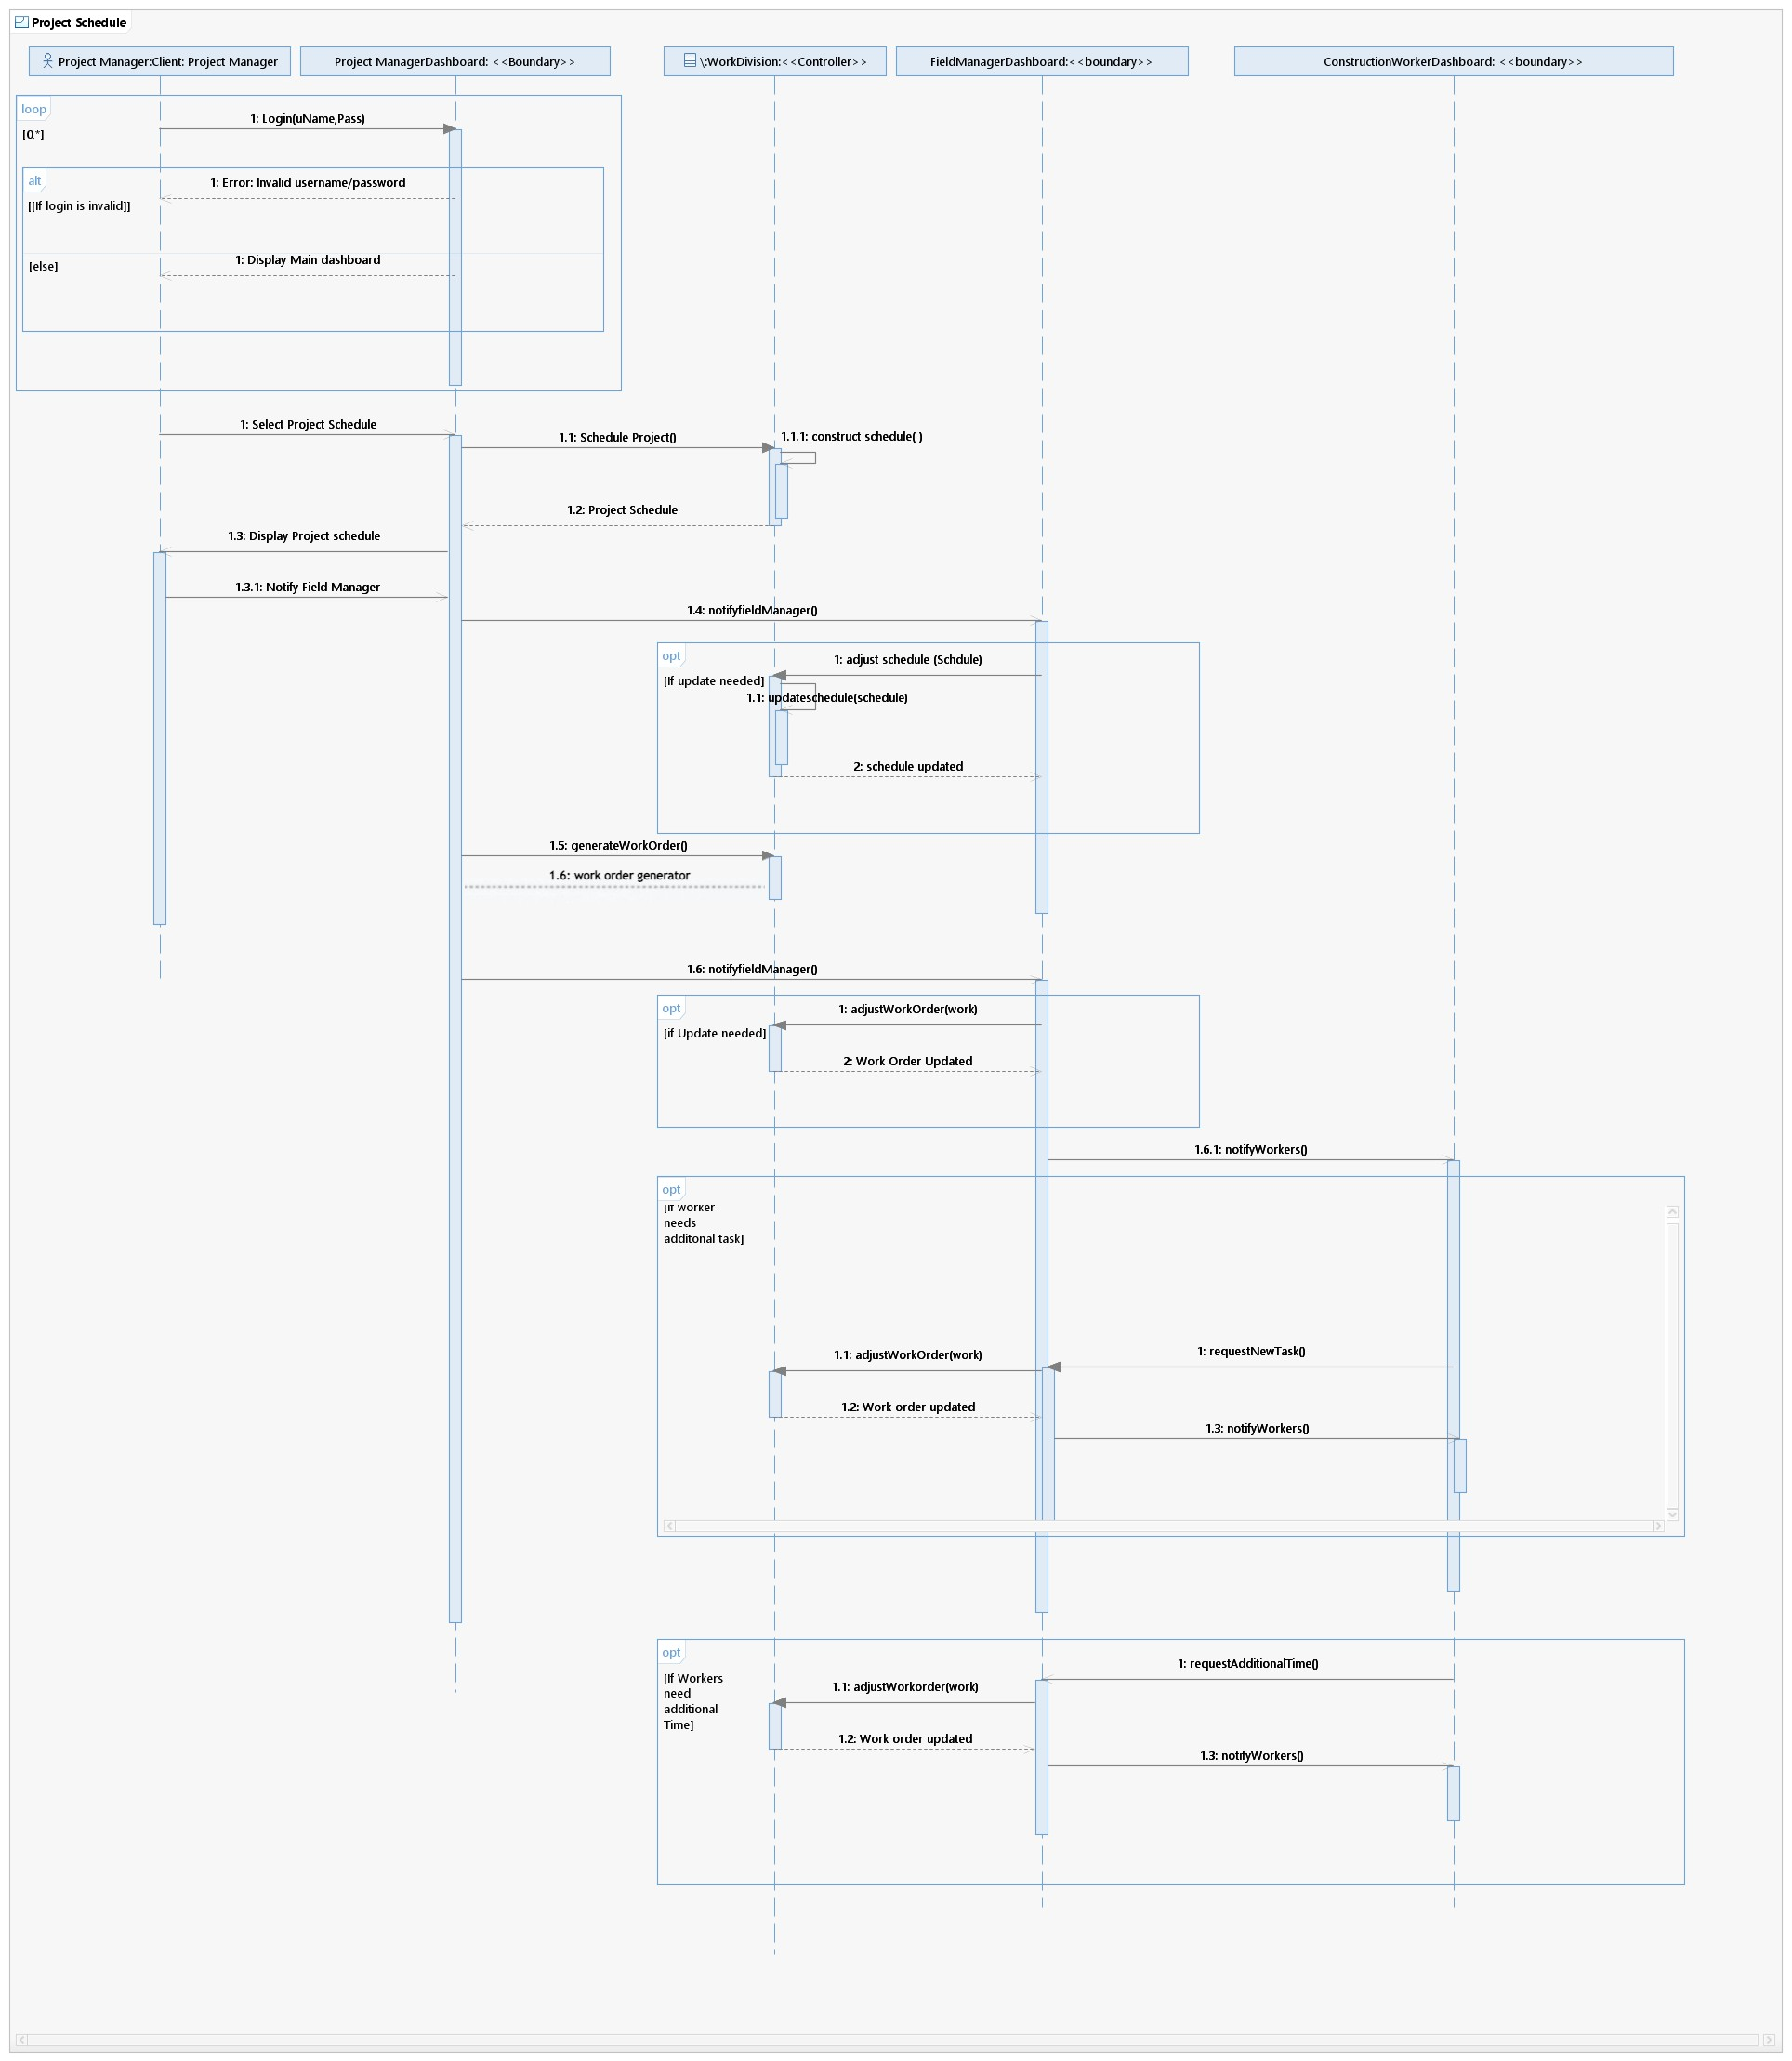 Project Schedule
Project Manager:Client: Project Manager
Project ManagerDashboard: <<Boundary>>
\:WorkDivision:<<Controller>>
FieldManagerDashboard:<<boundary>>
ConstructionWorkerDashboard: <<boundary>>
loop
1: Login(uName,Pass)
[0,*]
alt
1: Error: Invalid username/password
[[If login is invalid]]
1: Display Main dashboard
[else]
1: Select Project Schedule
1.1: Schedule Project()
1.1.1: construct schedule( )
1.2: Project Schedule
1.3: Display Project schedule
1.3.1: Notify Field Manager
1.4: notifyfieldManager()
opt
1: adjust schedule (Schdule)
[If update needed]
1.1: updateschedule(schedule)
2: schedule updated
1.5: generateWorkOrder()
1.6: work order generator
1.6: notifyfieldManager()
opt
1: adjustWorkOrder(work)
[if Update needed]
2: Work Order Updated
1.6.1: notifyWorkers()
opt
[If worker
needs
additonal task]
1: requestNewTask()
1.1: adjustWorkOrder(work)
1.2: Work order updated
1.3: notifyWorkers()
opt
1: requestAdditionalTime()
[If Workers
need
additional
Time]
1.1: adjustWorkorder(work)
1.2: Work order updated
1.3: notifyWorkers()